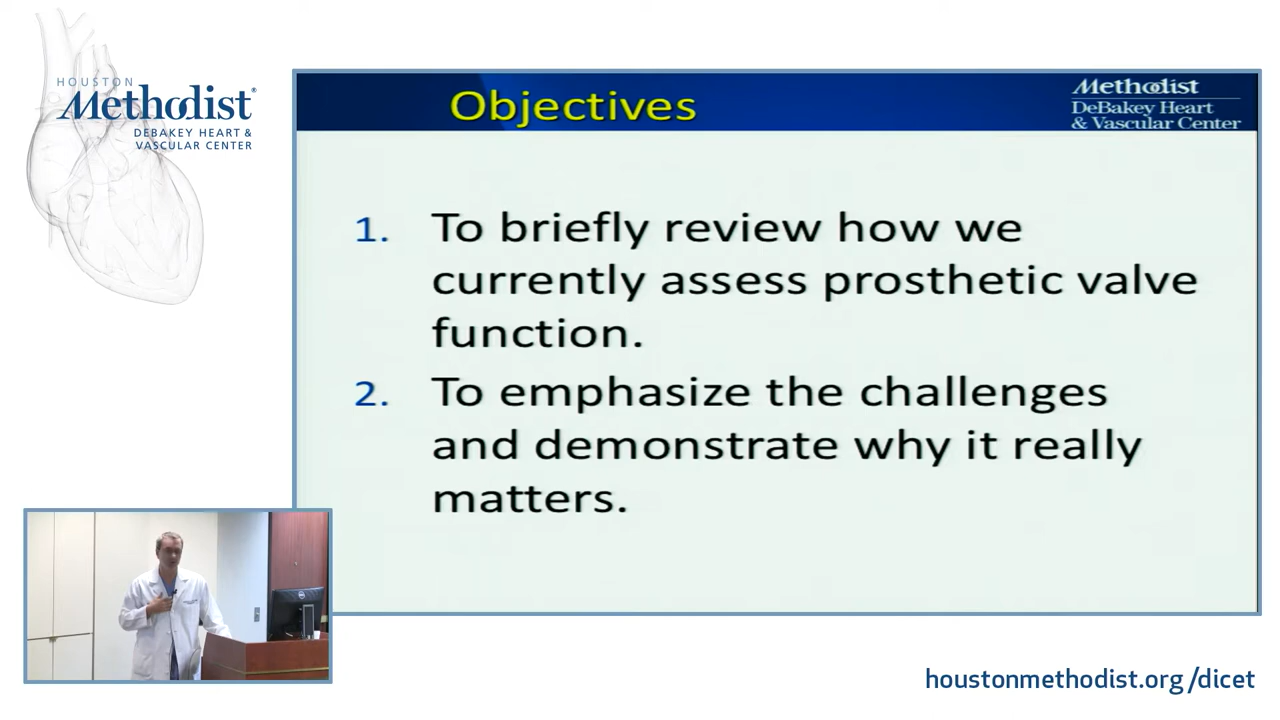 HOUSTON
Methodist®
DEBAKEY HEART &
VASCULAR CENTER
Objectives
Methodist
DeBakey Heart
& Vascular Center
1. To briefly review how we
currently assess prosthetic valve
function.
2. To emphasize the challenges
and demonstrate why it really
matters.
houstonmethodist.org/dicet